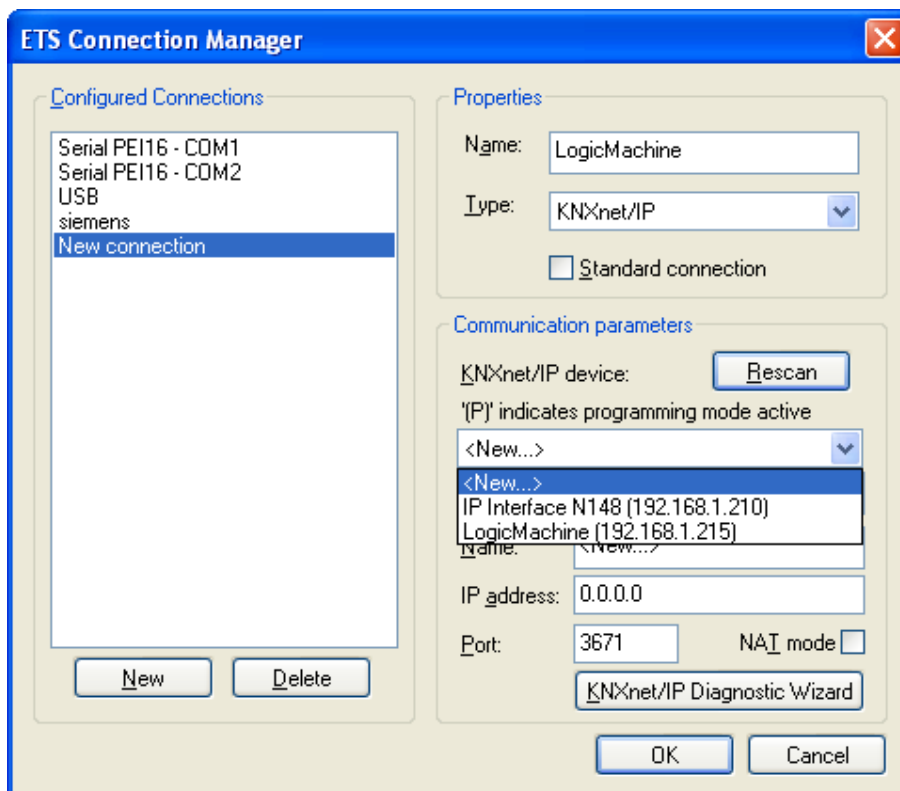 ETS Connection Manager
Configured Connections
Serial PEI16 - COM1
Serial PEI16 - COM2
USB
siemens
New connection
New
Delete
Properties
Name:
LogicMachine
Type:
KNXnet/IP
Standard connection
Communication parameters
KNXnet/IP device:
Rescan
'(P)' indicates programming mode active
<New...>
<New...>
IP Interface N148 (192.168.1.210)
LogicMachine (192.168.1.215)
Name:
<New...>
IP address:
0.0.0.0
Port:
3671
NAT mode
KNXnet/IP Diagnostic Wizard
OK
Cancel